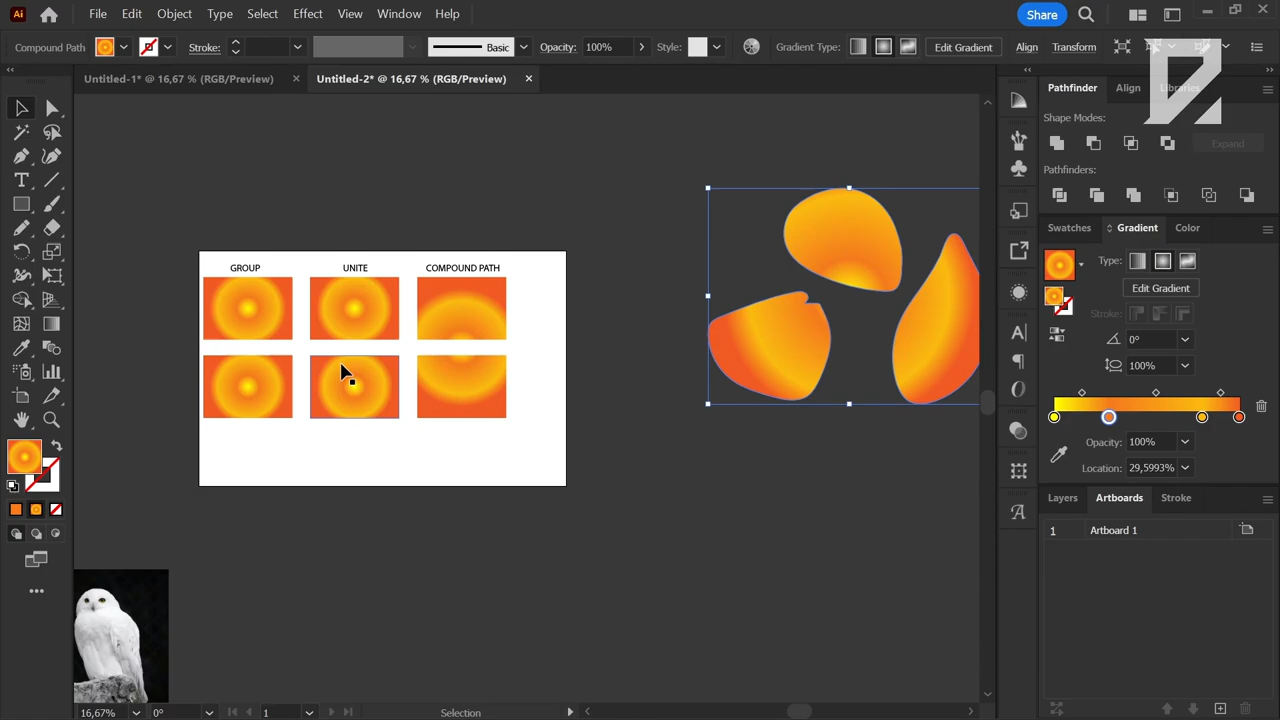 Ai File Edit Object Type Select Effect View Window Help Share
Compound Path Stroke: Basic Opacity: 100% Style: Gradient Type: Edit Gradient Align Transform
Untitled-1* @ 16,67 % (RGB/Preview) Untitled-2* @ 16,67 % (RGB/Preview)
Pathfinder Align Libraries
Shape Modes:
Expand
Pathfinders:
Swatches Gradient Color
Type:
Edit Gradient
Stroke:
0°
100%
Opacity: 100%
Location: 29,5993%
Layers Artboards Stroke
1 Artboard 1
GROUP UNITE COMPOUND PATH
16,67% 0° 1 Selection